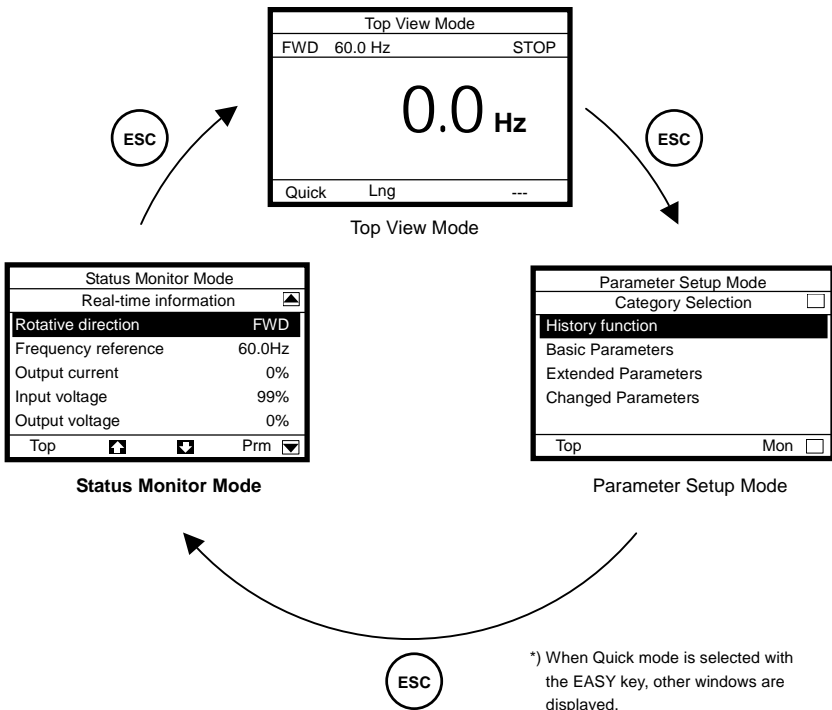 Top View Mode
FWD 60.0 Hz STOP
0.0 Hz
Quick Lng ---
Top View Mode
ESC
ESC
Status Monitor Mode
Real-time information
Rotative direction FWD
Frequency reference 60.0Hz
Output current 0%
Input voltage 99%
Output voltage 0%
Top Prm
Status Monitor Mode
Parameter Setup Mode
Category Selection
History function
Basic Parameters
Extended Parameters
Changed Parameters
Top Mon
Parameter Setup Mode
ESC
*) When Quick mode is selected with
the EASY key, other windows are
displayed.